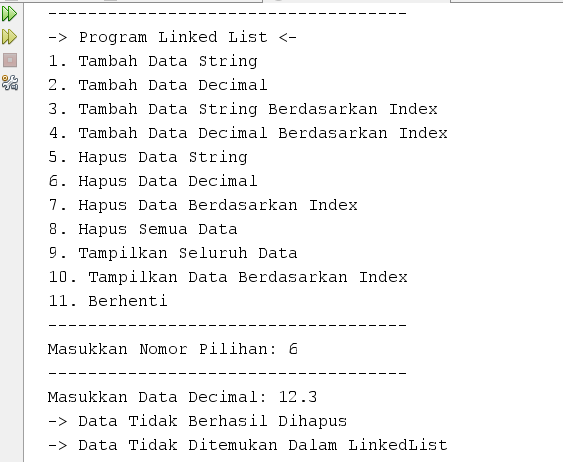 ------------------------------------
-> Program Linked List <-
1. Tambah Data String
2. Tambah Data Decimal
3. Tambah Data String Berdasarkan Index
4. Tambah Data Decimal Berdasarkan Index
5. Hapus Data String
6. Hapus Data Decimal
7. Hapus Data Berdasarkan Index
8. Hapus Semua Data
9. Tampilkan Seluruh Data
10. Tampilkan Data Berdasarkan Index
11. Berhenti
------------------------------------
Masukkan Nomor Pilihan: 6
------------------------------------
Masukkan Data Decimal: 12.3
-> Data Tidak Berhasil Dihapus
-> Data Tidak Ditemukan Dalam LinkedList